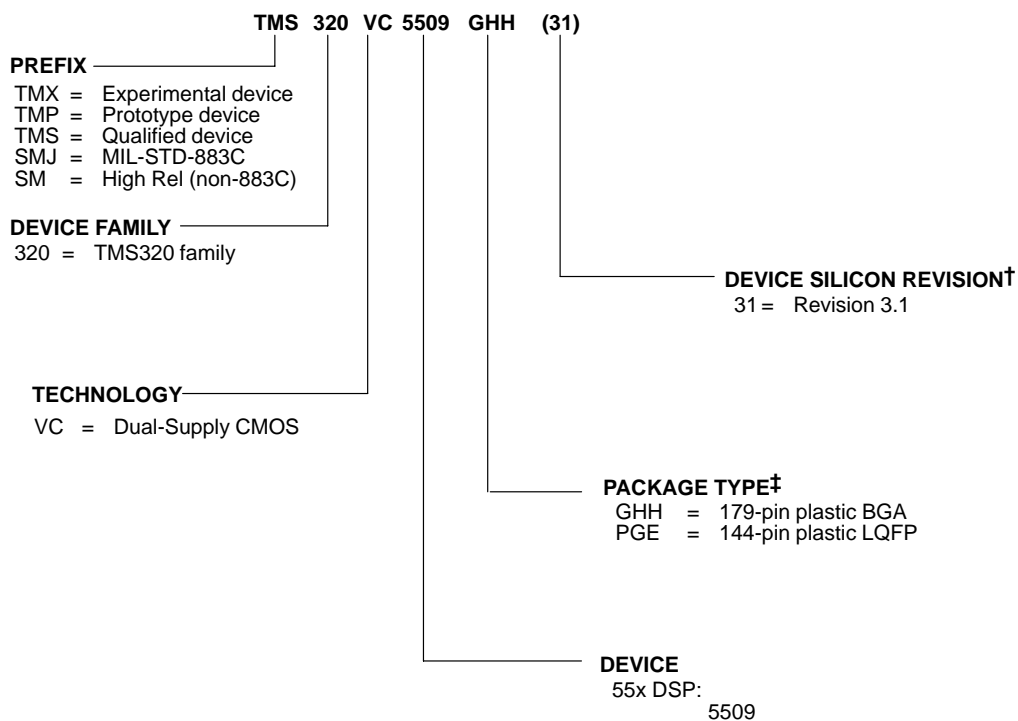 TMS 320 VC 5509 GHH (31)
PREFIX
TMX = Experimental device
TMP = Prototype device
TMS = Qualified device
SMJ = MIL-STD-883C
SM = High Rel (non-883C)
DEVICE FAMILY
320 = TMS320 family
DEVICE SILICON REVISION†
31 = Revision 3.1
TECHNOLOGY
VC = Dual-Supply CMOS
PACKAGE TYPE‡
GHH = 179-pin plastic BGA
PGE = 144-pin plastic LQFP
DEVICE
55x DSP:
5509